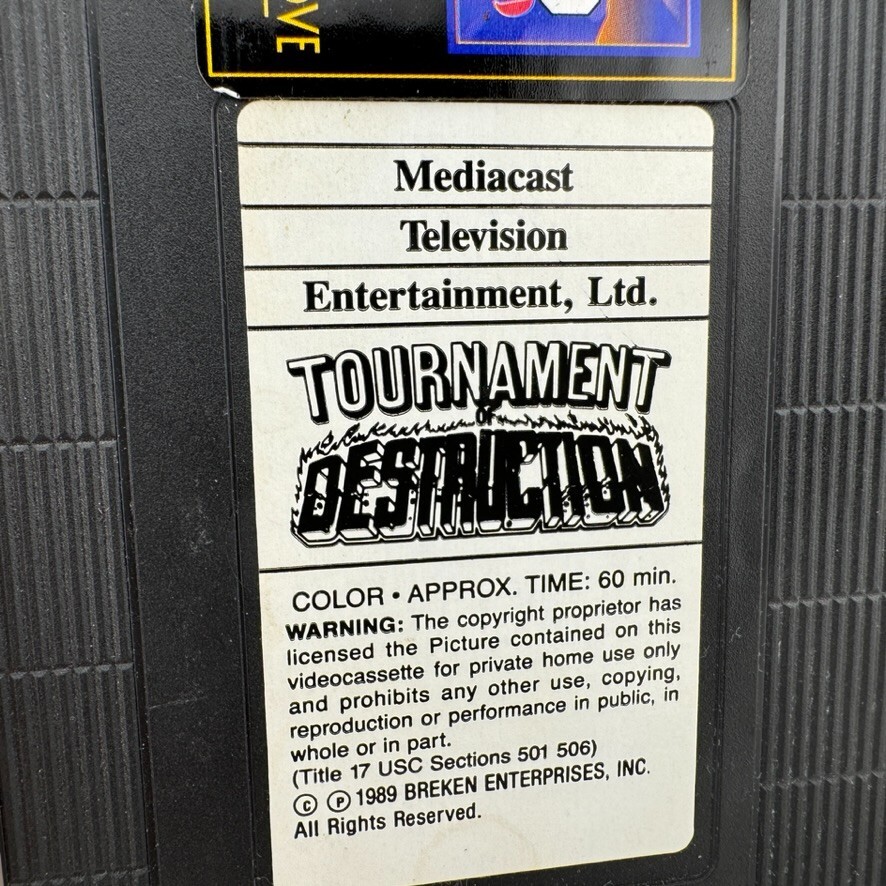 Mediacast
Television
Entertainment, Ltd.
TOURNAMENT
OF
DESTRUCTION
COLOR • APPROX. TIME: 60 min.
WARNING: The copyright proprietor has
licensed the Picture contained on this
videocassette for private home use only
and prohibits any other use, copying,
reproduction or performance in public, in
whole or in part.
(Title 17 USC Sections 501 506)
© ℗ 1989 BREKEN ENTERPRISES, INC.
All Rights Reserved.